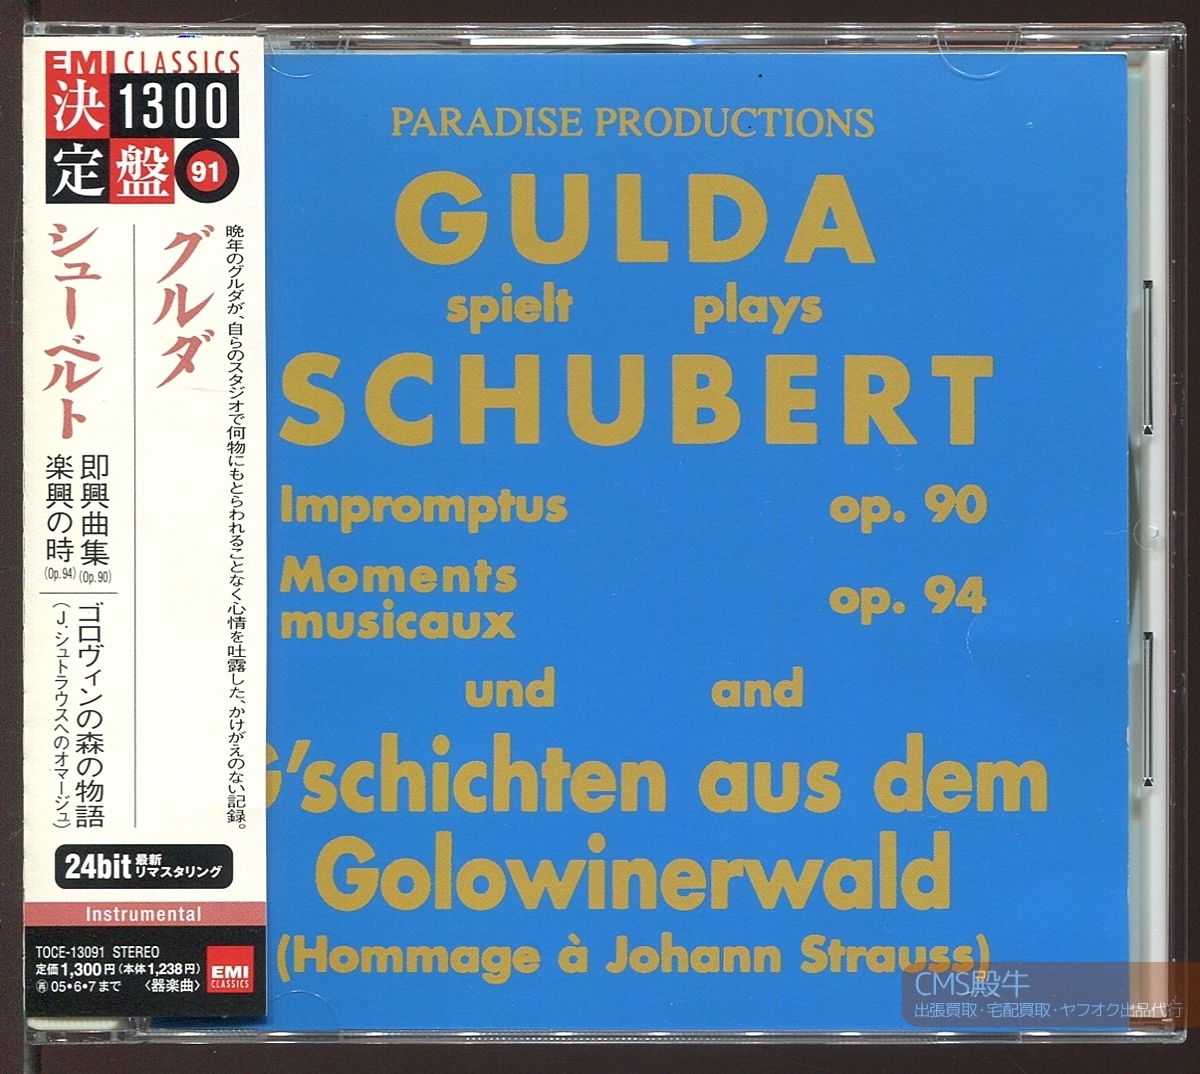 EMI CLASSICS
決定盤
1300
91
晩年のグルダが、自らのスタジオで何物にもとらわれることなく心情を吐露した、かけがえのない記録。
グルダ
シューベルト
即興曲集(Op.90)
楽興の時(Op.94)
ゴロヴィンの森の物語
(J.シュトラウスへのオマージュ)
24bit 最新リマスタリング
Instrumental
TOCE-13091 STEREO
定価1,300円(本体1,238円)
再 05•6•7まで 〈器楽曲〉
EMI CLASSICS
PARADISE PRODUCTIONS
GULDA
spielt plays
SCHUBERT
Impromptus op. 90
Moments
musicaux op. 94
und and
G'schichten aus dem
Golowinerwald
(Hommage à Johann Strauss)
CMS殿牛
出張買取・宅配買取・ヤフオク出品代行